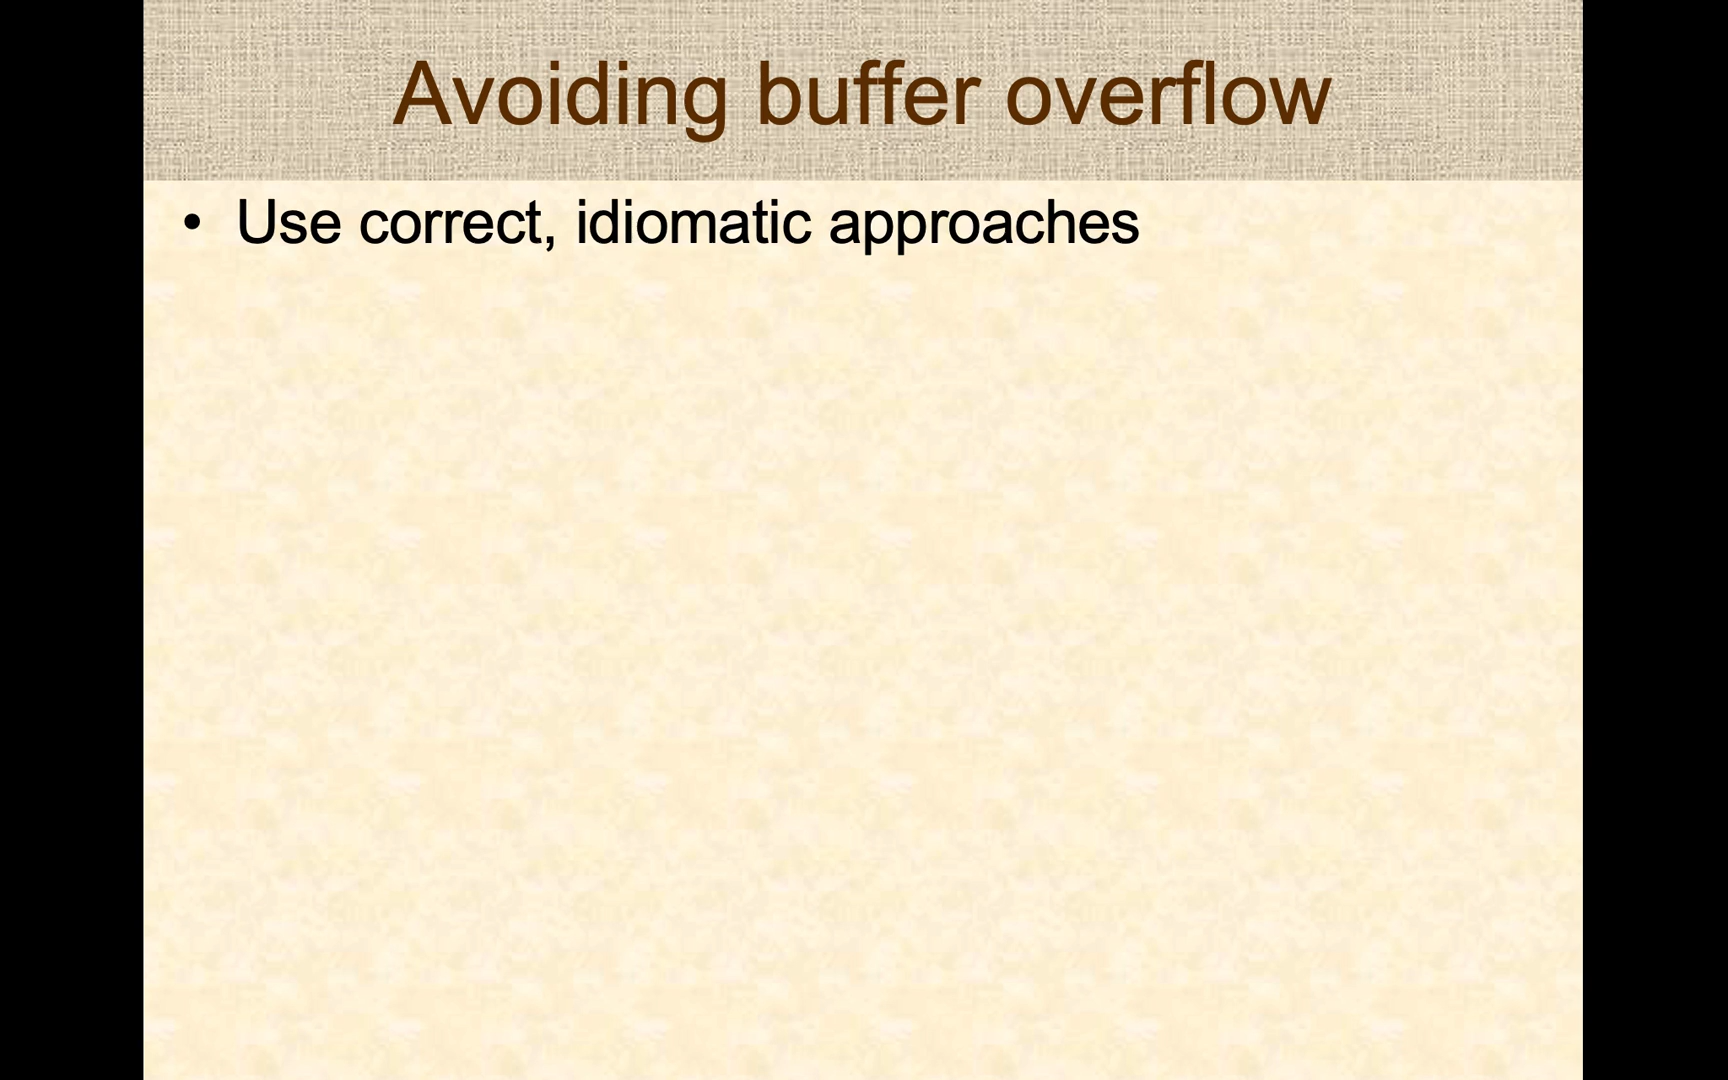 Avoiding buffer overflow
• Use correct, idiomatic approaches